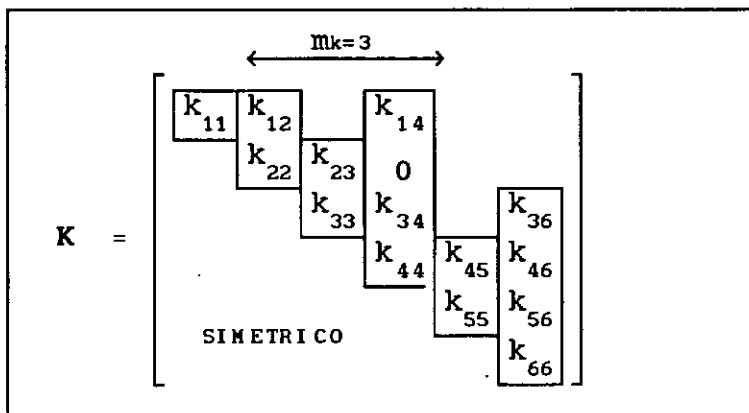 mk=3
k11 k12 k14
k22 k23 0
k33 k34 k36
K =
k44 k45 k46
k55 k56
SIMETRICO
k66